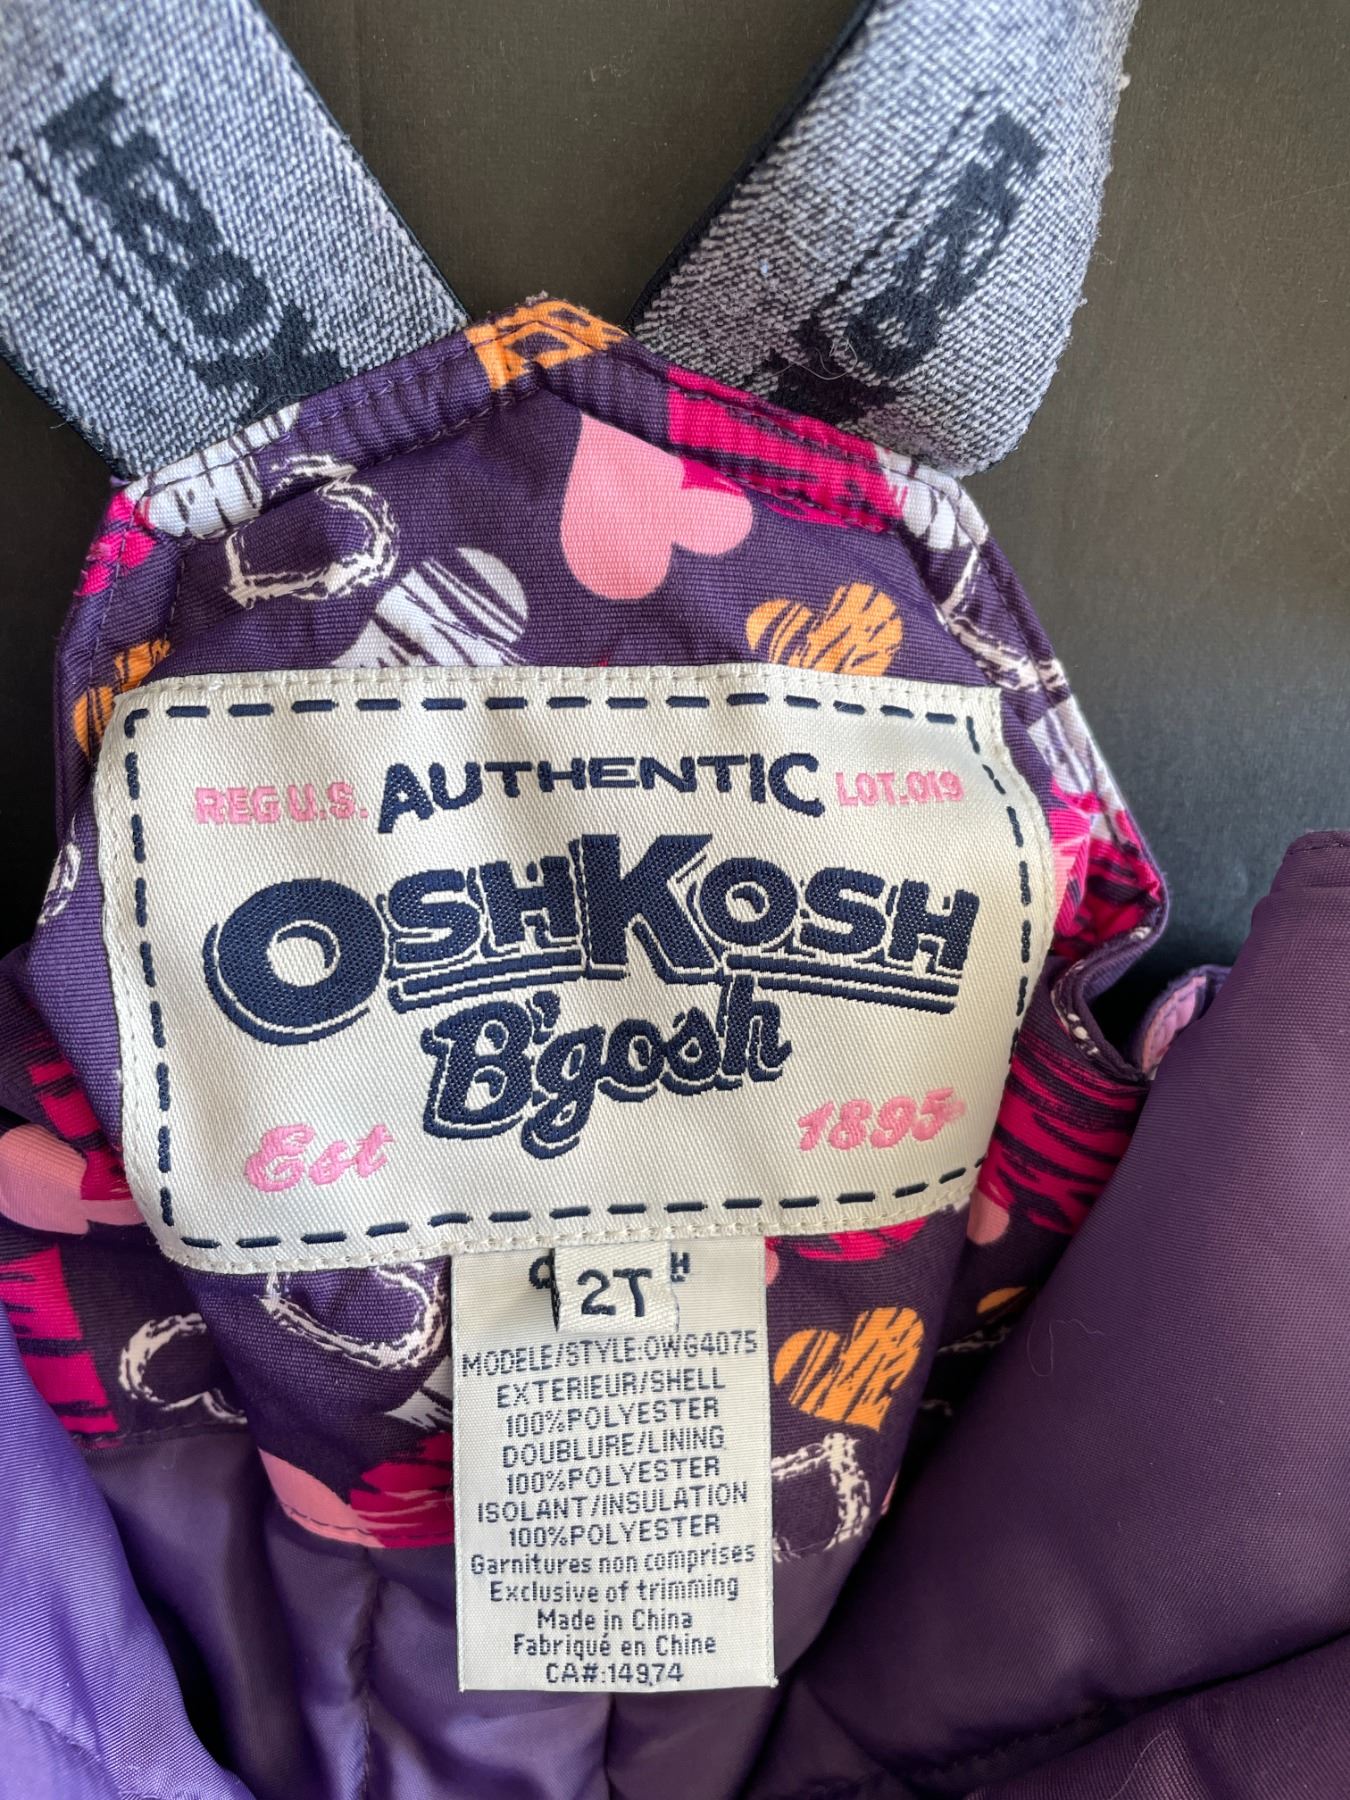 REG U.S. AUTHENTIC LOT.019
OSHKOSH
B'gosh
Est 1895
2T
MODELE/STYLE:OWG4075
EXTERIEUR/SHELL
100%POLYESTER
DOUBLURE/LINING
100%POLYESTER
ISOLANT/INSULATION
100%POLYESTER
Garnitures non comprises
Exclusive of trimming
Made in China
Fabriqué en Chine
CA#:14974